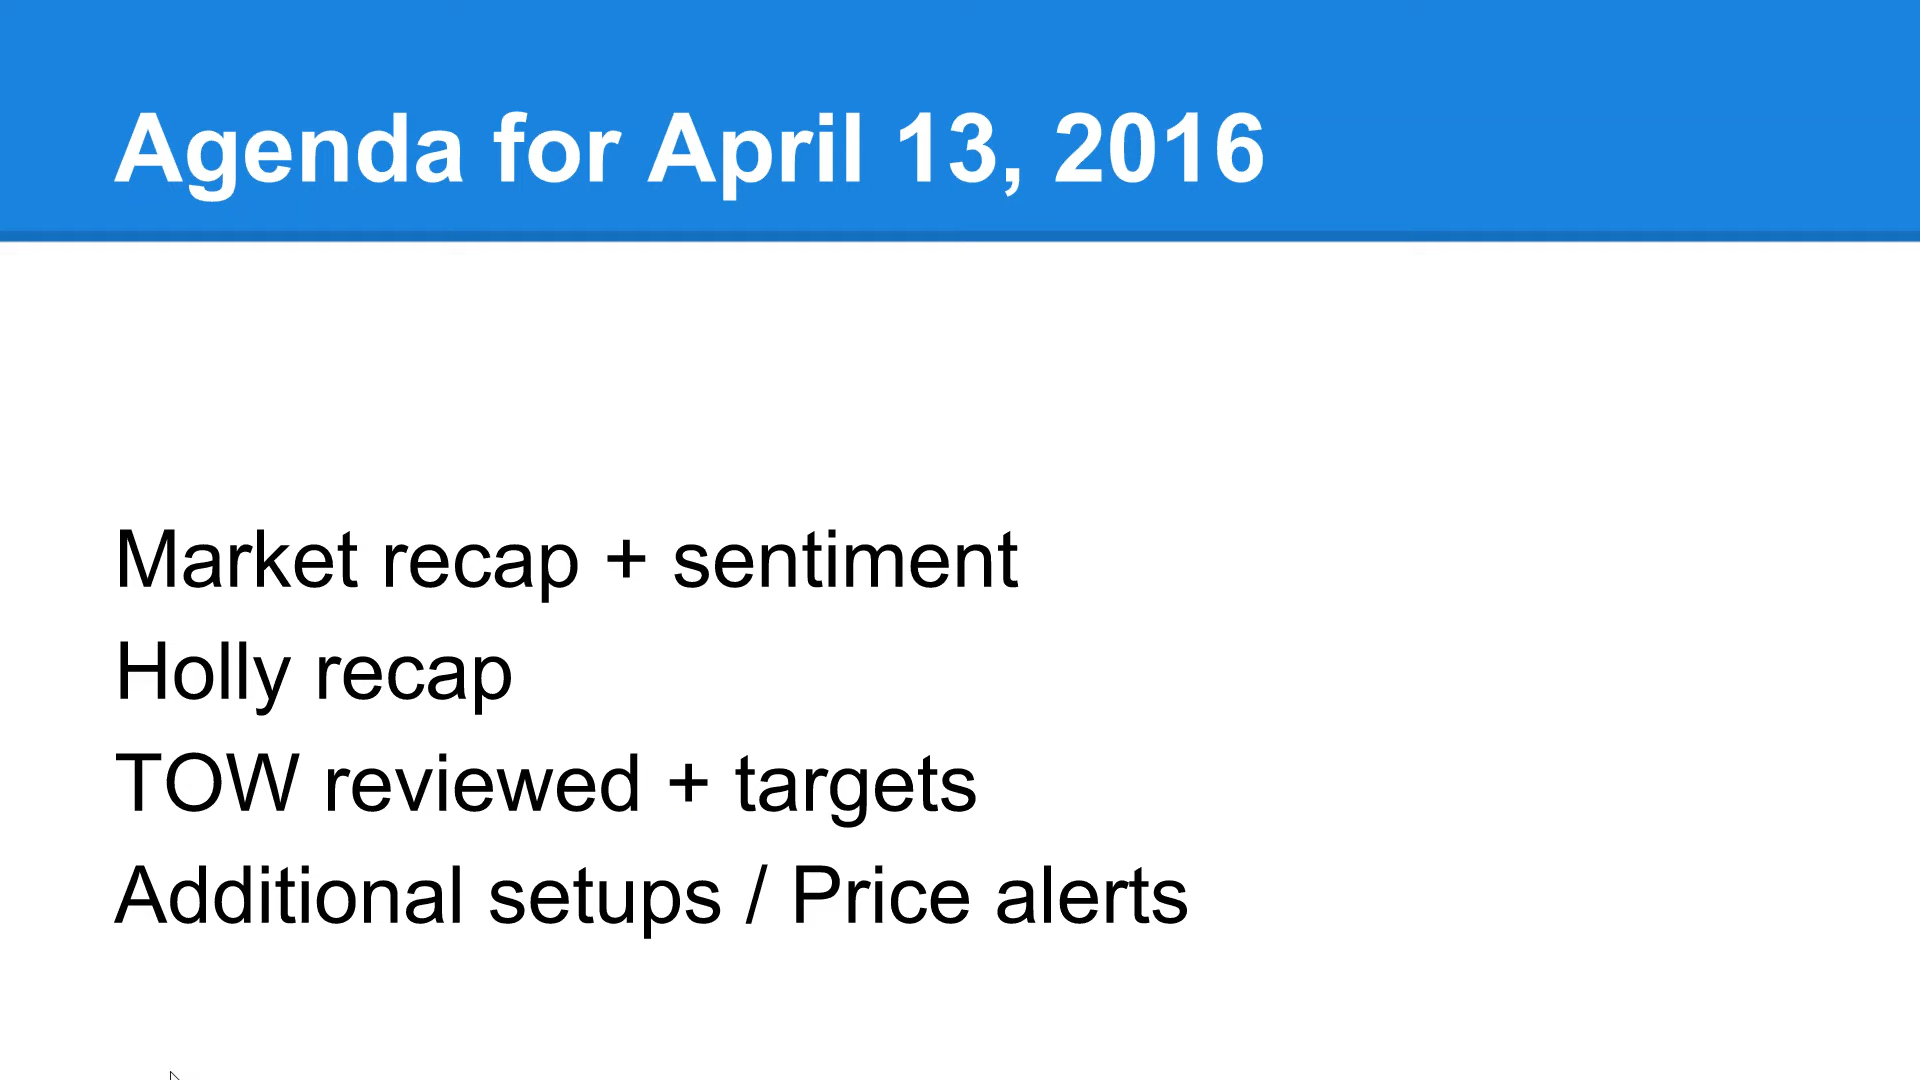 Agenda for April 13, 2016
Market recap + sentiment
Holly recap
TOW reviewed + targets
Additional setups / Price alerts